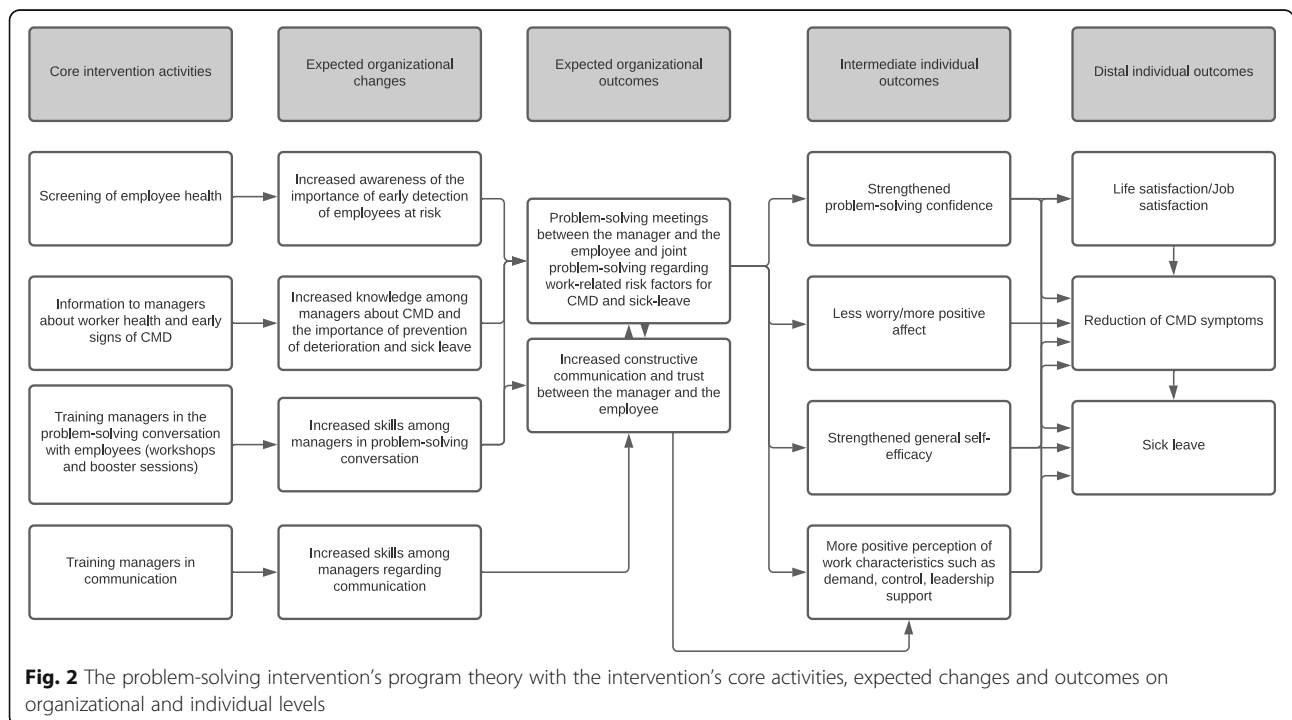 Core intervention activities
Expected organizational
changes
Expected organizational
outcomes
Intermediate individual
outcomes
Distal individual outcomes
Screening of employee health
Increased awareness of the
importance of early detection
of employees at risk
Problem-solving meetings
between the manager and the
employee and joint
problem-solving regarding
work-related risk factors for
CMD and sick-leave
Strengthened
problem-solving confidence
Life satisfaction/Job
satisfaction
Information to managers
about worker health and early
signs of CMD
Increased knowledge among
managers about CMD and
the importance of prevention
of deterioration and sick leave
Less worry/more positive
affect
Reduction of CMD symptoms
Increased constructive
communication and trust
between the manager and the
employee
Training managers in the
problem-solving conversation
with employees (workshops
and booster sessions)
Increased skills among
managers in problem-solving
conversation
Strengthened general self-
efficacy
Sick leave
Training managers in
communication
Increased skills among
managers regarding
communication
More positive perception of
work characteristics such as
demand, control, leadership
support
Fig. 2 The problem-solving intervention's program theory with the intervention's core activities, expected changes and outcomes on
organizational and individual levels